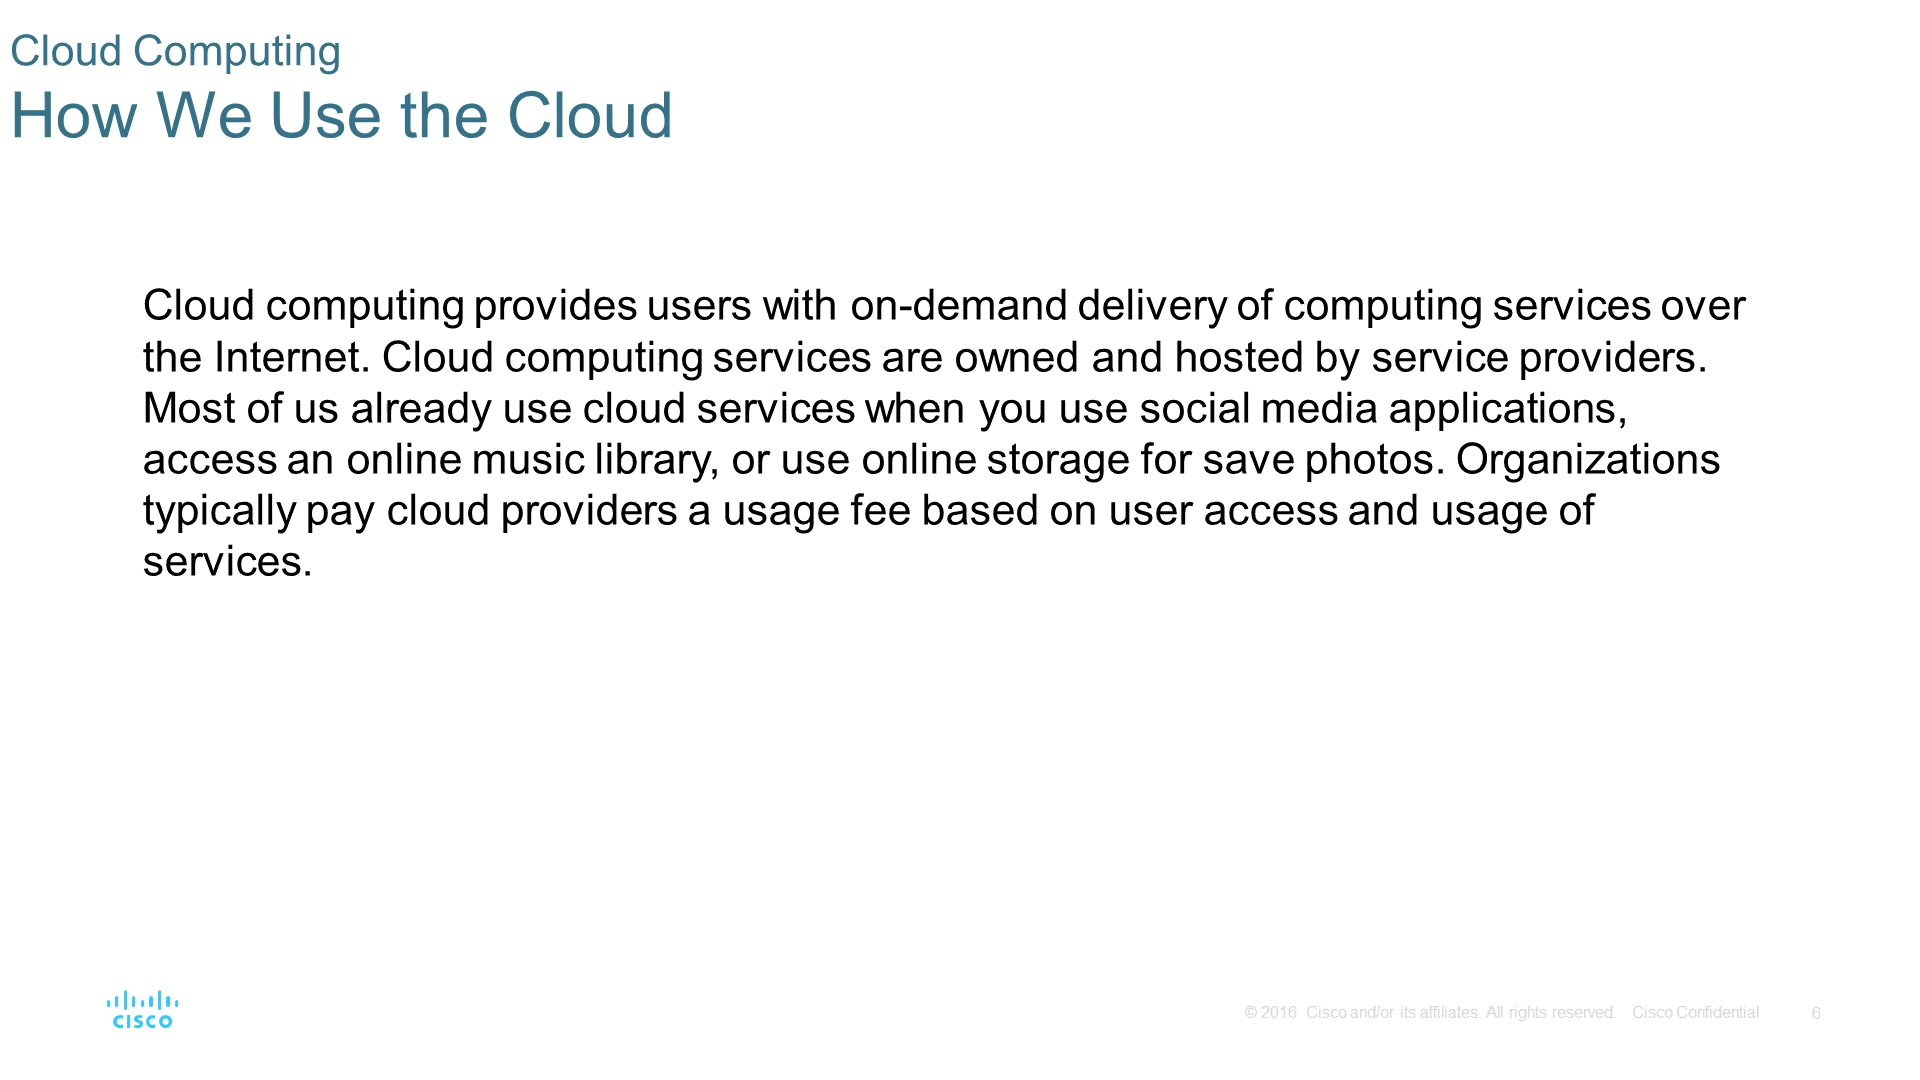 Cloud Computing
How We Use the Cloud
Cloud computing provides users with on-demand delivery of computing services over
the Internet. Cloud computing services are owned and hosted by service providers.
Most of us already use cloud services when you use social media applications,
access an online music library, or use online storage for save photos. Organizations
typically pay cloud providers a usage fee based on user access and usage of
services.
CISCO
© 2016 Cisco and/or its affiliates. All rights reserved. Cisco Confidential 6